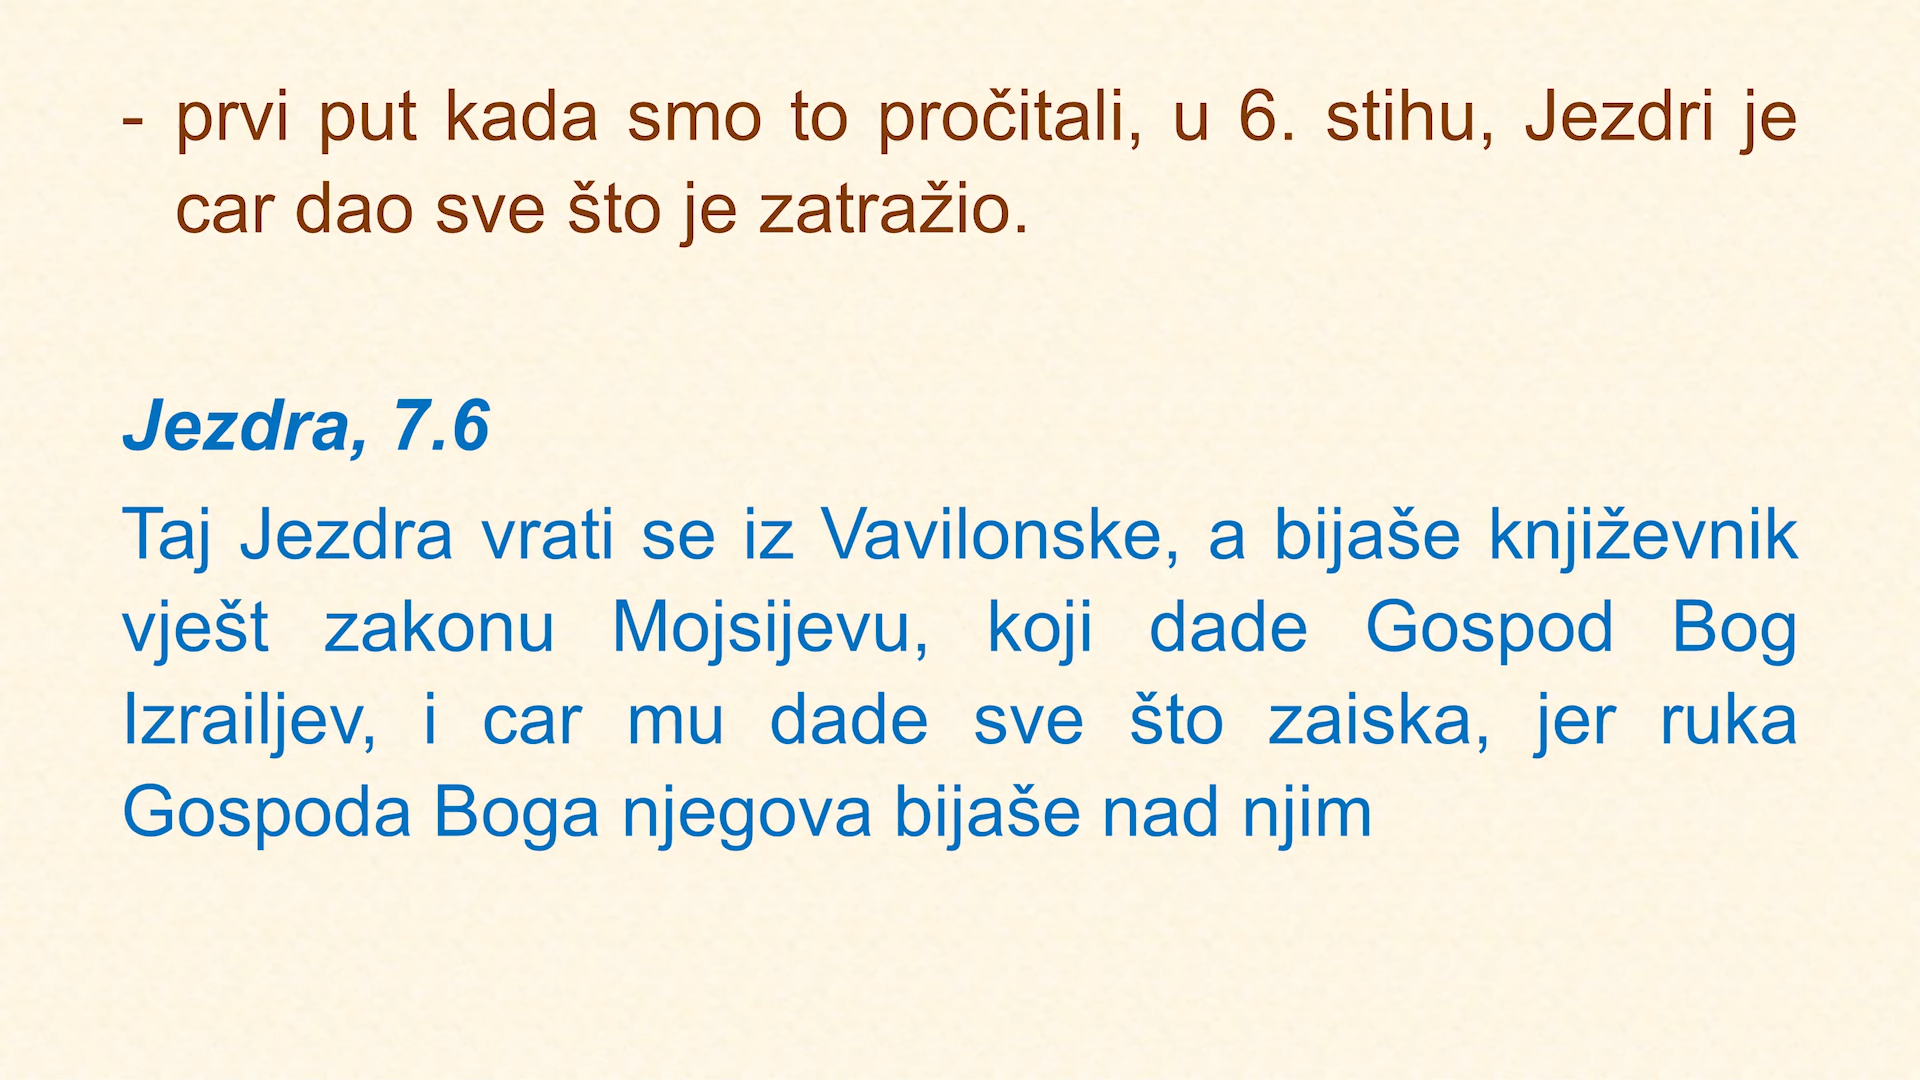 - prvi put kada smo to pročitali, u 6. stihu, Jezdri je
car dao sve što je zatražio.
Jezdra, 7.6
Taj Jezdra vrati se iz Vavilonske, a bijaše književnik
vješt zakonu Mojsijevu, koji dade Gospod Bog
Izrailjev, i car mu dade sve što zaiska, jer ruka
Gospoda Boga njegova bijaše nad njim